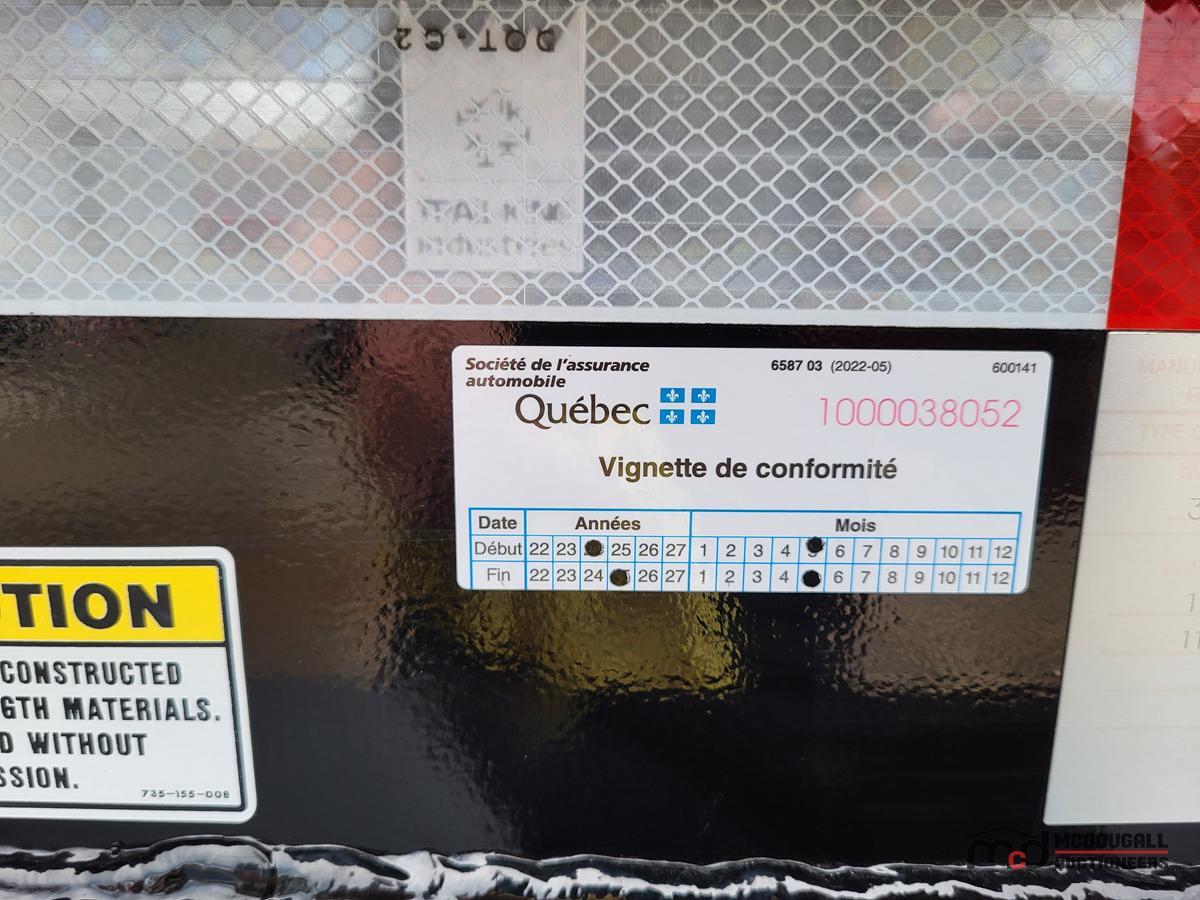 DOT-C2
Société de l'assurance
automobile
Québec
6587 03 (2022-05)
600141
1000038052
Vignette de conformité
Date Années Mois
Début 22 23 25 26 27 1 2 3 4 6 7 8 9 10 11 12
Fin 22 23 24 26 27 1 2 3 4 6 7 8 9 10 11 12
TION
CONSTRUCTED
GTH MATERIALS.
D WITHOUT
SSION.
735-155-008
MANU
TYPE
MCDOUGALL
AUCTIONEERS